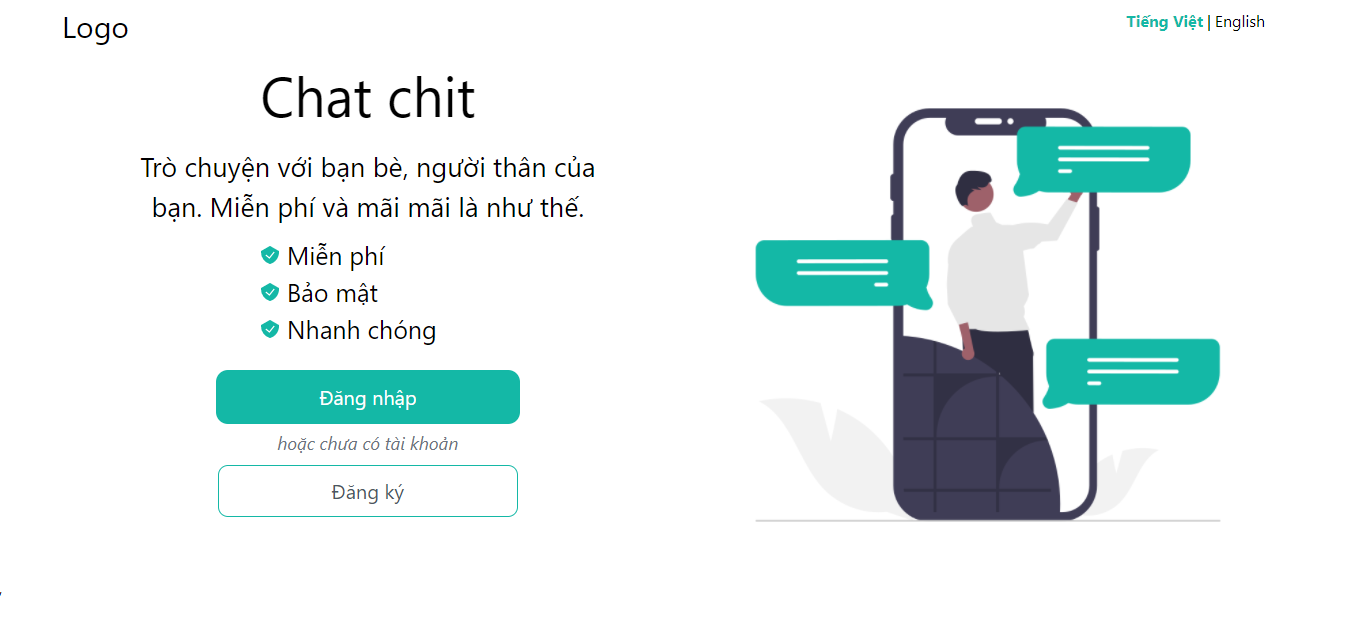 Logo
Tiếng Việt | English
Chat chit
Trò chuyện với bạn bè, người thân của
bạn. Miễn phí và mãi mãi là như thế.
Miễn phí
Bảo mật
Nhanh chóng
Đăng nhập
hoặc chưa có tài khoản
Đăng ký